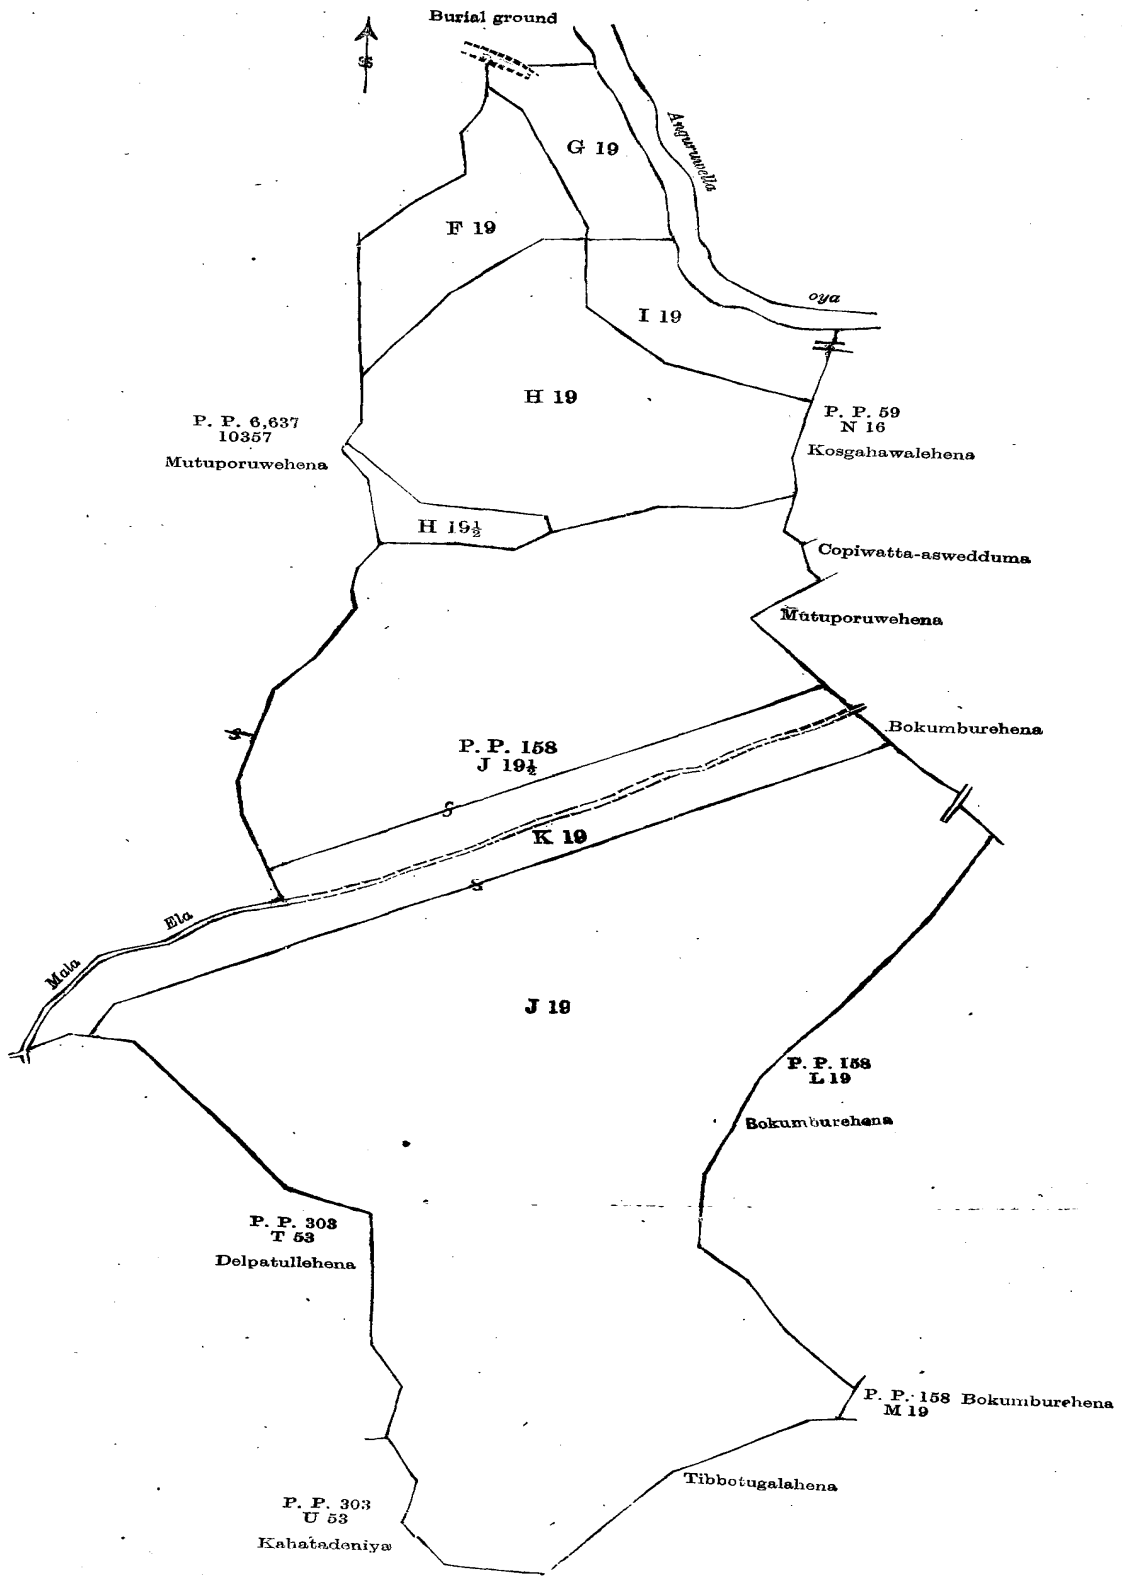 Burial ground
G 19
Anguruwella
F 19
oya
I 19
H 19
P. P. 6,637
10357
Mutuporuwehena
P. P. 59
N 16
Kosgahawalehena
H 19½
Copiwatta-aswedduma
Mutuporuwehena
Bokumburehena
P. P. 158
J 19½
S
S
K 19
S
Ela
Mala
J 19
P. P. 158
L 19
Bokumburehena
P. P. 303
T 53
Delpatullehena
P. P. 158 Bokumburehena
M 19
Tibbotugalahena
P. P. 303
U 53
Kahatadeniya